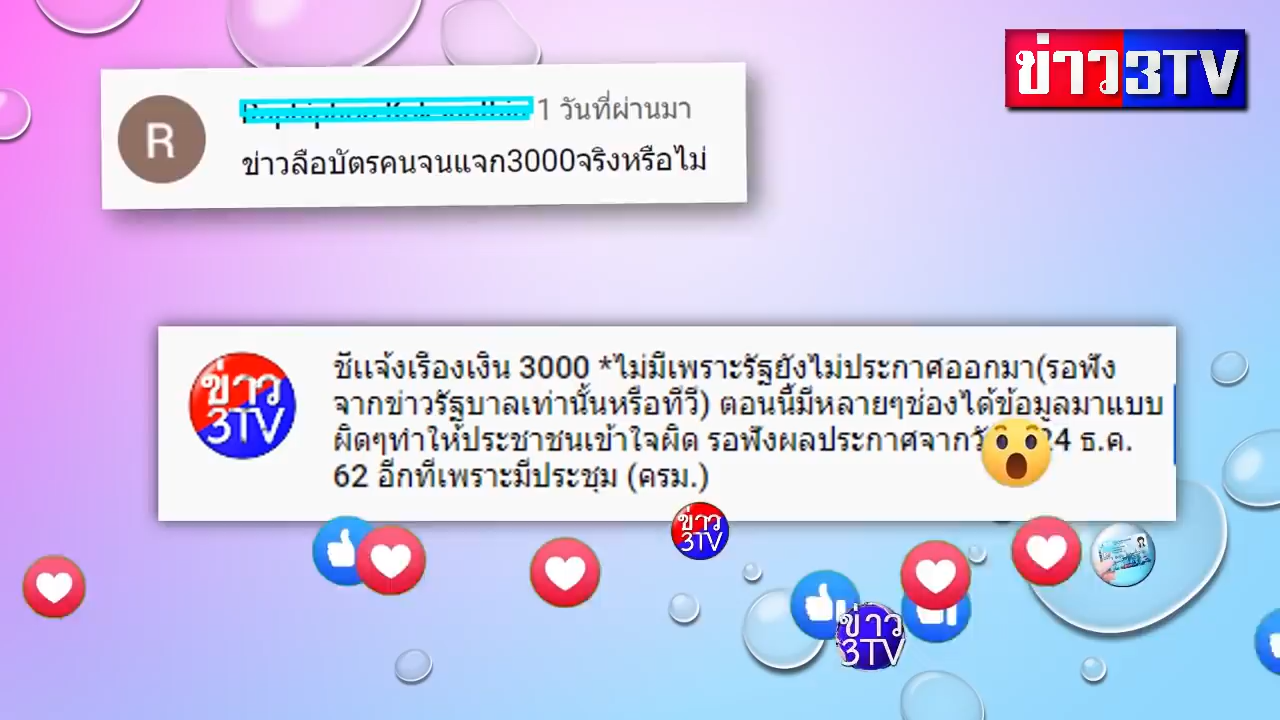 ข่าว3TV
R
1 วันที่ผ่านมา
ข่าวลือบัตรคนจนแจก3000จริงหรือไม่
ข่าว
3TV
ชี้แจ้งเรื่องเงิน 3000 *ไม่มีเพราะรัฐยังไม่ประกาศออกมา(รอฟัง
จากข่าวรัฐบาลเท่านั้นหรือทีวี) ตอนนี้มีหลายๆช่องได้ข้อมูลมาแบบ
ผิดๆทำให้ประชาชนเข้าใจผิด รอฟังผลประกาศจาก 24 ธ.ค.
62 อีกทีเพราะมีประชุม (ครม.)
ข่าว
3TV
ข่าว
3TV